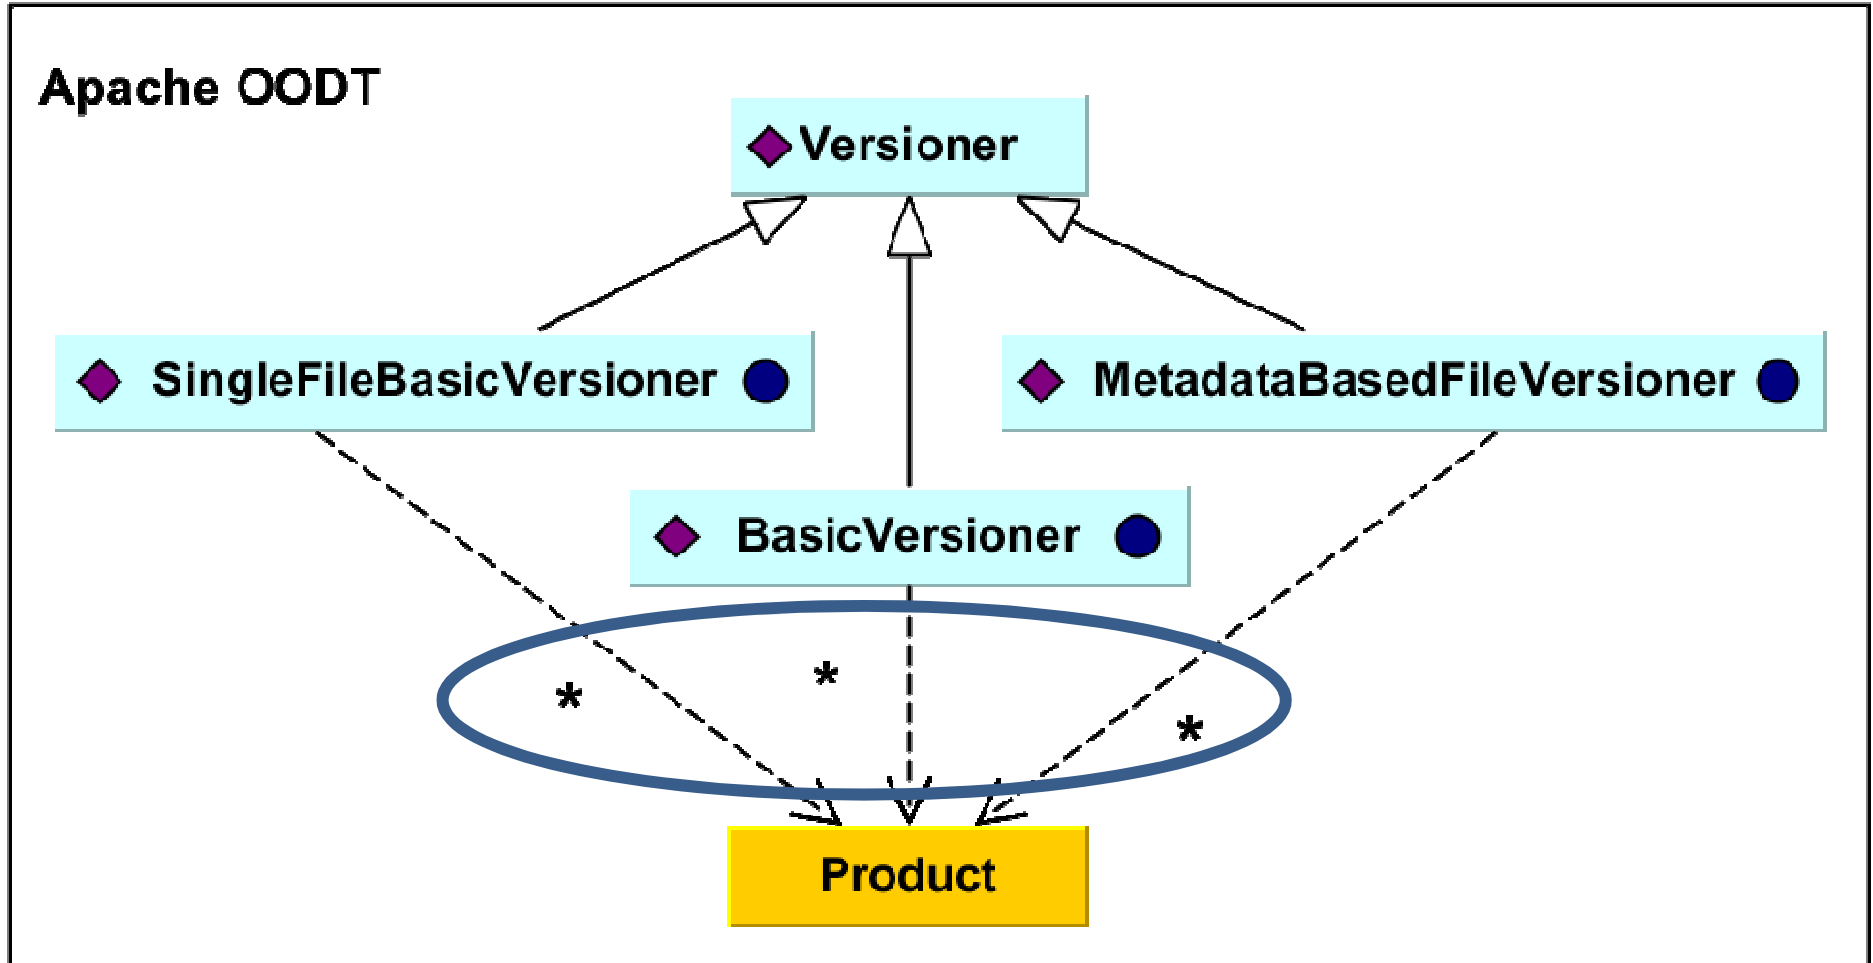 Apache OODT
Versioner
SingleFileBasicVersioner
MetadataBasedFileVersioner
BasicVersioner
*
*
*
Product